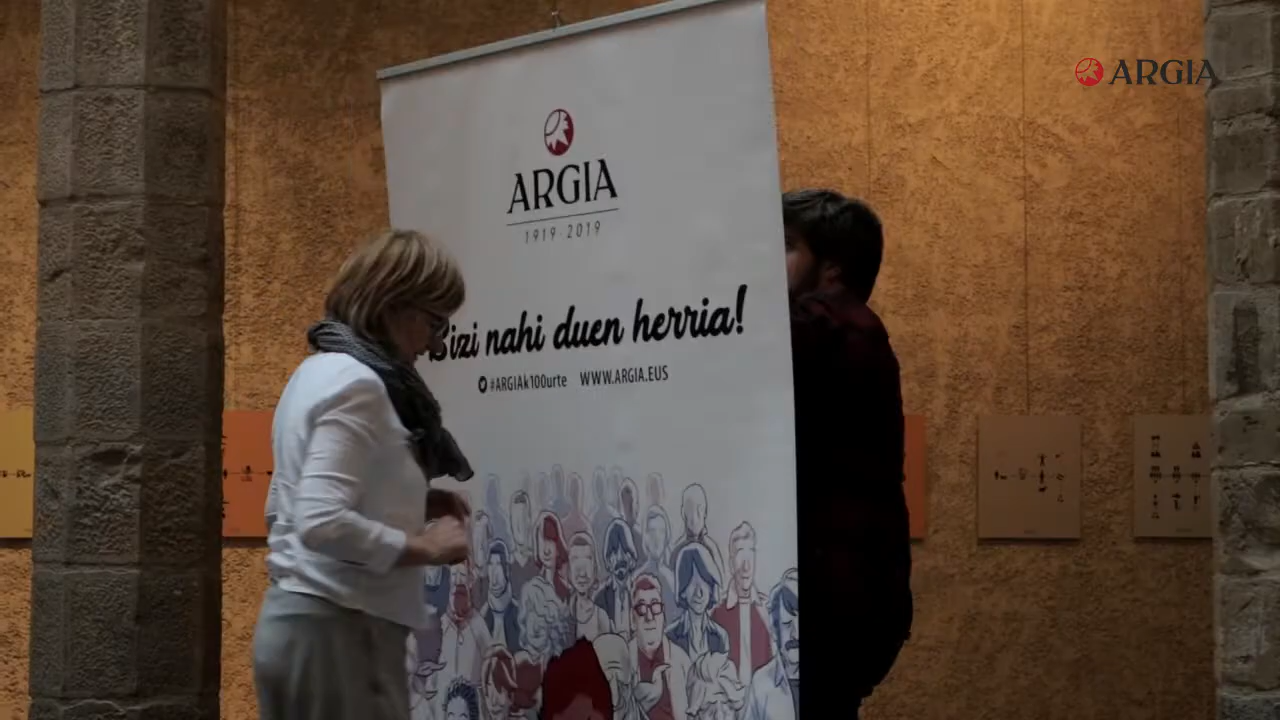 ARGIA
ARGIA
1919 - 2019
Bizi nahi duen herria!
#ARGIAk100urte WWW.ARGIA.EUS